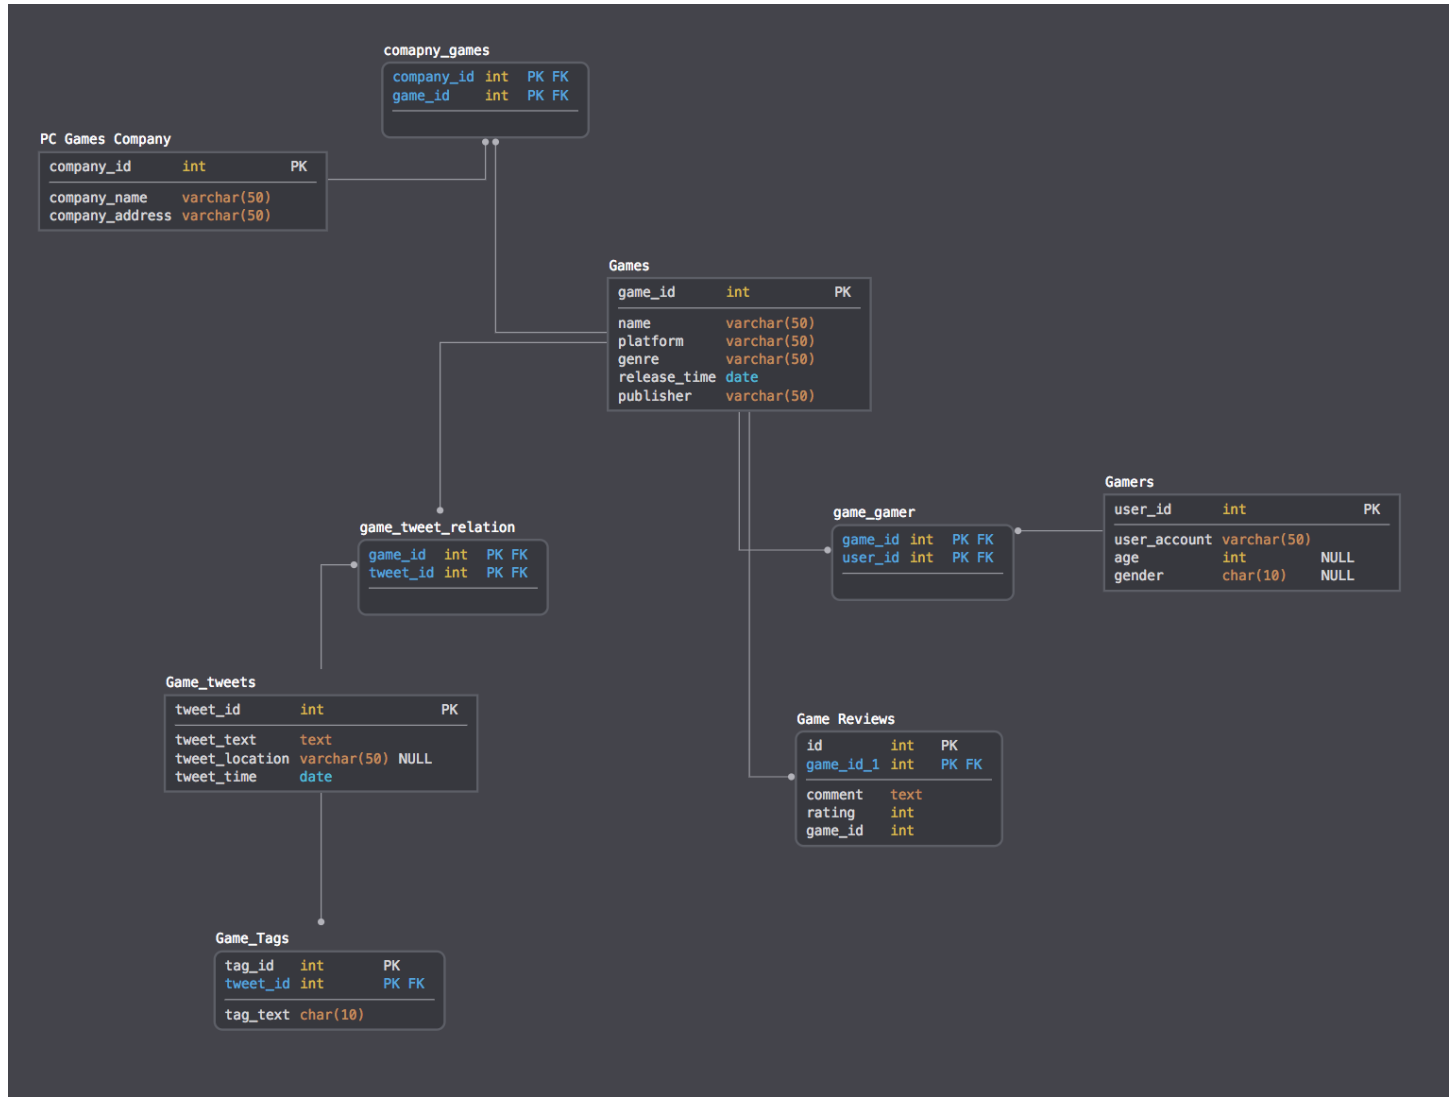 comapny_games
company_id int PK FK
game_id int PK FK
PC Games Company
company_id int PK
company_name varchar(50)
company_address varchar(50)
Games
game_id int PK
name varchar(50)
platform varchar(50)
genre varchar(50)
release_time date
publisher varchar(50)
Gamers
user_id int PK
user_account varchar(50)
age int NULL
gender char(10) NULL
game_gamer
game_id int PK FK
user_id int PK FK
game_tweet_relation
game_id int PK FK
tweet_id int PK FK
Game_tweets
tweet_id int PK
tweet_text text
tweet_location varchar(50) NULL
tweet_time date
Game Reviews
id int PK
game_id_1 int PK FK
comment text
rating int
game_id int
Game_Tags
tag_id int PK
tweet_id int PK FK
tag_text char(10)